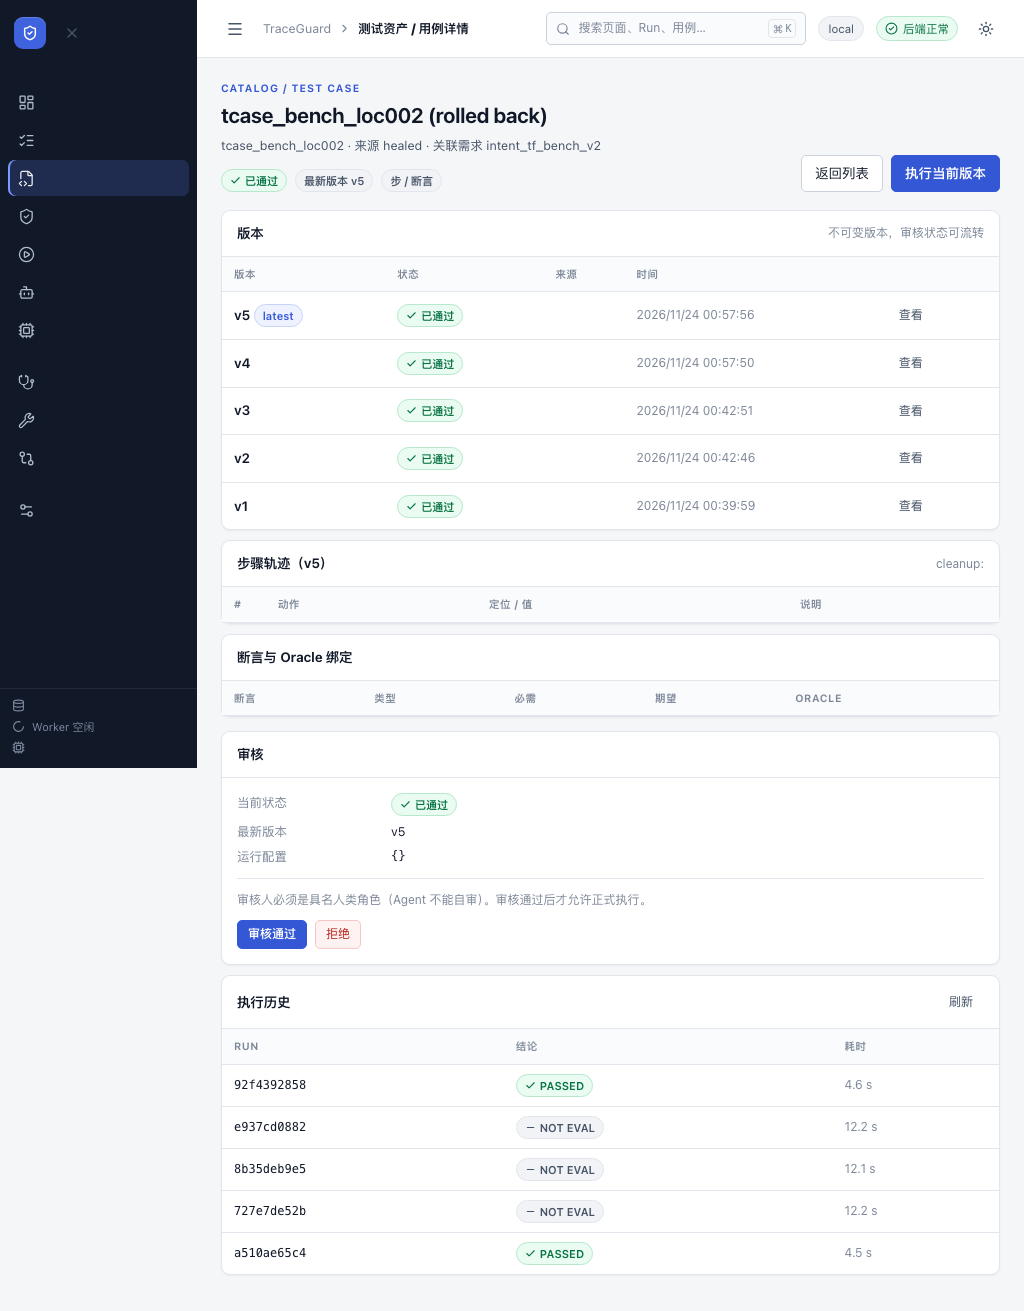 TraceGuard
测试资产 / 用例详情
搜索页面、Run、用例...
⌘ K
local
后端正常
CATALOG / TEST CASE
tcase_bench_loc002 (rolled back)
tcase_bench_loc002 · 来源 healed · 关联需求 intent_tf_bench_v2
已通过
最新版本 v5
步 / 断言
返回列表
执行当前版本
版本
不可变版本，审核状态可流转
版本 状态 来源 时间
v5 latest 已通过 2026/11/24 00:57:56 查看
v4 已通过 2026/11/24 00:57:50 查看
v3 已通过 2026/11/24 00:42:51 查看
v2 已通过 2026/11/24 00:42:46 查看
v1 已通过 2026/11/24 00:39:59 查看
步骤轨迹（v5）
cleanup:
# 动作 定位 / 值 说明
断言与 Oracle 绑定
断言 类型 必需 期望 ORACLE
Worker 空闲
审核
当前状态 已通过
最新版本 v5
运行配置 {}
审核人必须是具名人类角色（Agent 不能自审）。审核通过后才允许正式执行。
审核通过
拒绝
执行历史
刷新
RUN 结论 耗时
92f4392858 PASSED 4.6 s
e937cd0882 NOT EVAL 12.2 s
8b35deb9e5 NOT EVAL 12.1 s
727e7de52b NOT EVAL 12.2 s
a510ae65c4 PASSED 4.5 s